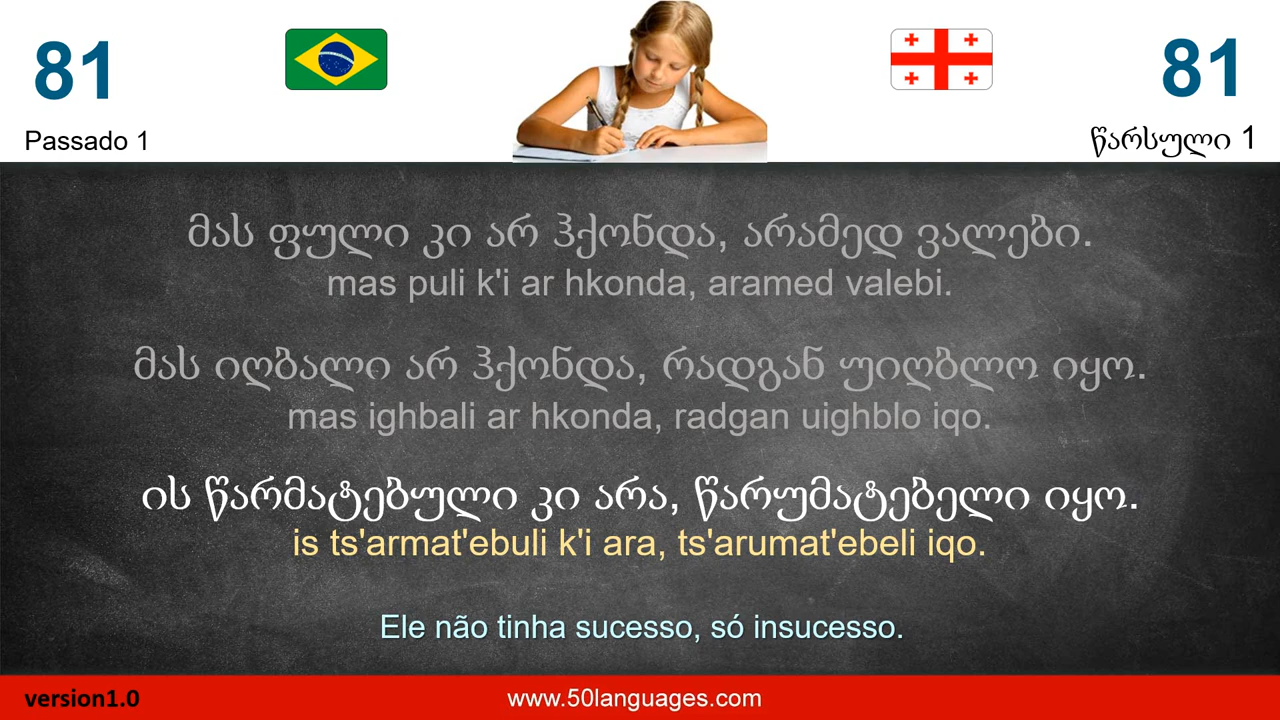 81
81
Passado 1
წარსული 1
მას ფული კი არ ჰქონდა, არამედ ვალები.
mas puli k'i ar hkonda, aramed valebi.
მას იღბალი არ ჰქონდა, რადგან უიღბლო იყო.
mas ighbali ar hkonda, radgan uighblo iqo.
ის წარმატებული კი არა, წარუმატებელი იყო.
is ts'armat'ebuli k'i ara, ts'arumat'ebeli iqo.
Ele não tinha sucesso, só insucesso.
version1.0
www.50languages.com